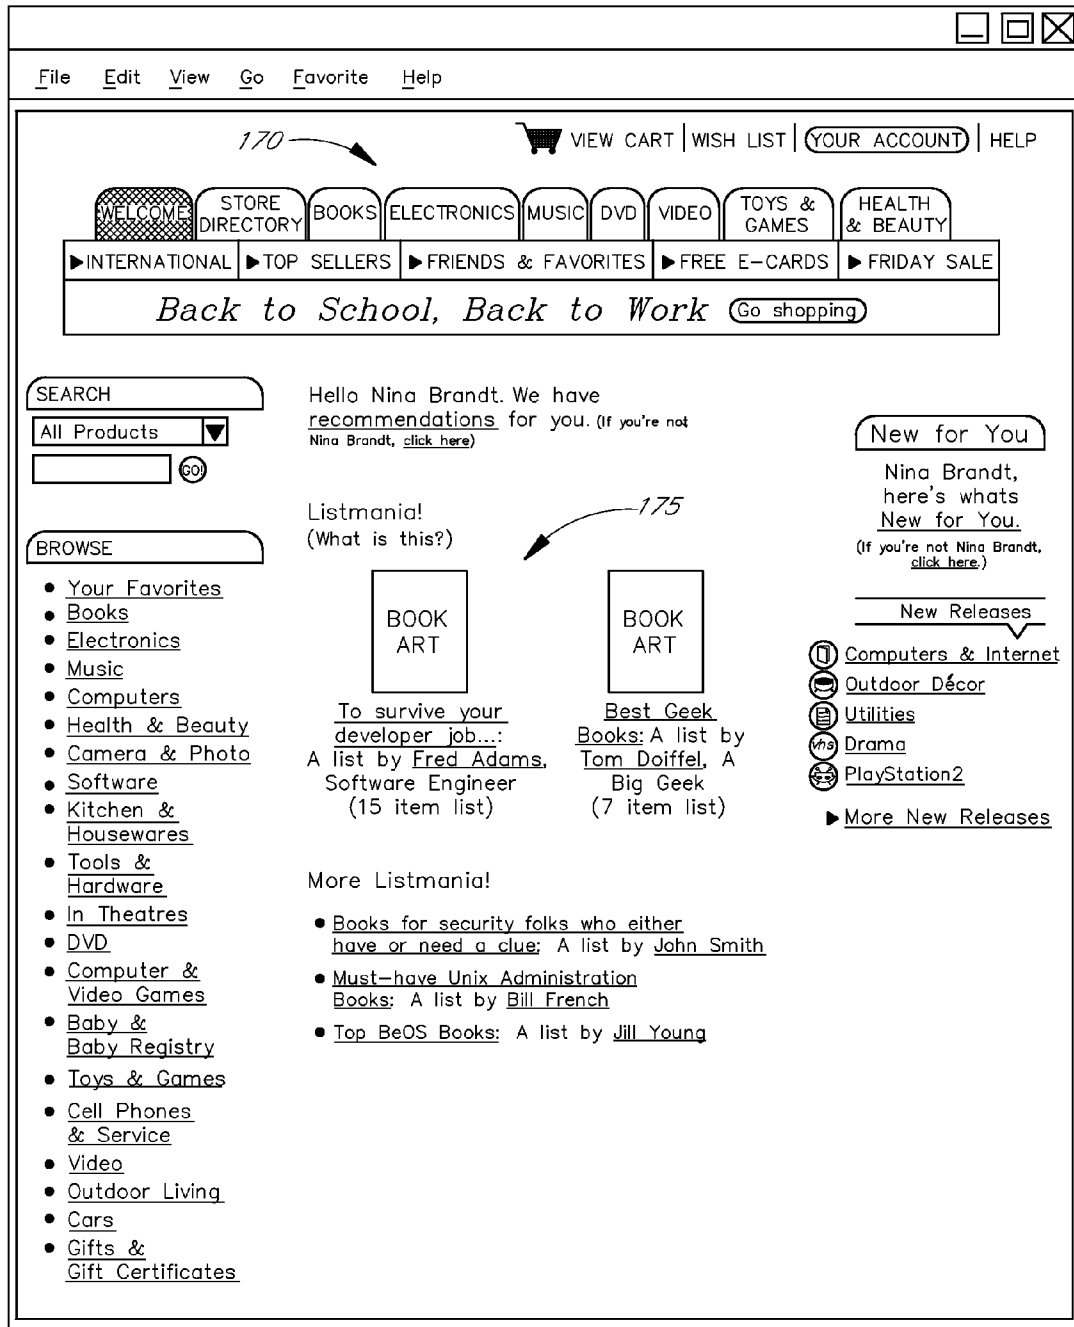 File Edit View Go Favorite Help
170
VIEW CART | WISH LIST | YOUR ACCOUNT | HELP
WELCOME
STORE
DIRECTORY
BOOKS
ELECTRONICS
MUSIC
DVD
VIDEO
TOYS &
GAMES
HEALTH
& BEAUTY
▶INTERNATIONAL ▶TOP SELLERS ▶FRIENDS & FAVORITES ▶FREE E-CARDS ▶FRIDAY SALE
Back to School, Back to Work Go shopping
SEARCH
All Products
GO!
BROWSE
• Your Favorites
• Books
• Electronics
• Music
• Computers
• Health & Beauty
• Camera & Photo
• Software
• Kitchen &
Housewares
• Tools &
Hardware
• In Theatres
• DVD
• Computer &
Video Games
• Baby &
Baby Registry
• Toys & Games
• Cell Phones
& Service
• Video
• Outdoor Living
• Cars
• Gifts &
Gift Certificates
Hello Nina Brandt. We have
recommendations for you. (If you're not
Nina Brandt, click here)
Listmania!
(What is this?)
175
BOOK
ART
To survive your
developer job...:
A list by Fred Adams,
Software Engineer
(15 item list)
BOOK
ART
Best Geek
Books: A list by
Tom Doiffel, A
Big Geek
(7 item list)
More Listmania!
• Books for security folks who either
have or need a clue: A list by John Smith
• Must-have Unix Administration
Books: A list by Bill French
• Top BeOS Books: A list by Jill Young
New for You
Nina Brandt,
here's whats
New for You.
(If you're not Nina Brandt,
click here.)
New Releases
Computers & Internet
Outdoor Décor
Utilities
vhs Drama
PlayStation2
▶More New Releases